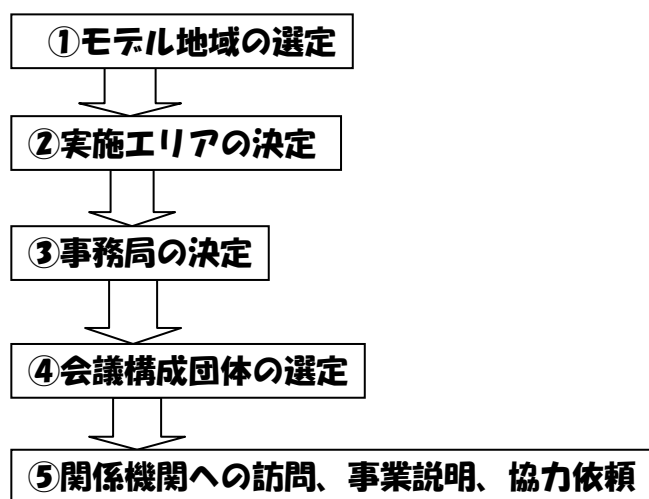 ①モデル地域の選定
②実施エリアの決定
③事務局の決定
④会議構成団体の選定
⑤関係機関への訪問、事業説明、協力依頼